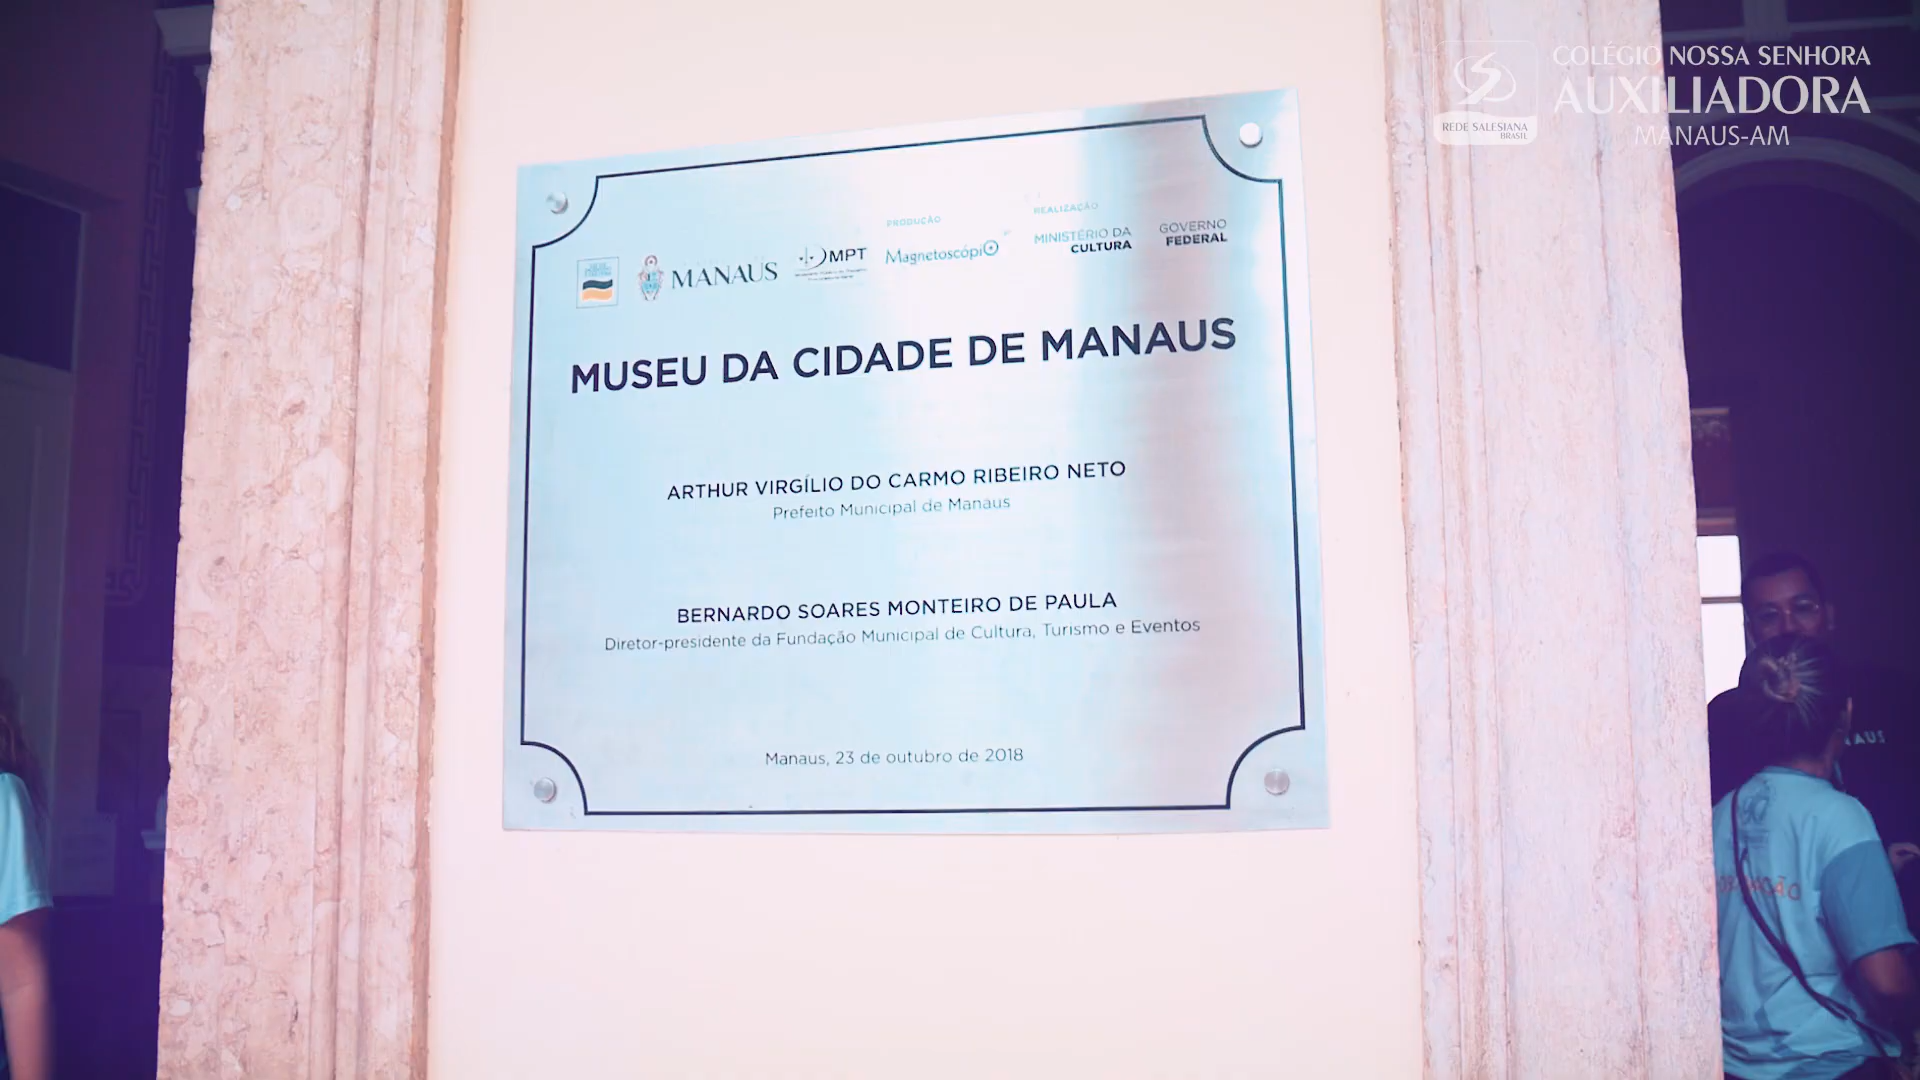 COLÉGIO NOSSA SENHORA
AUXILIADORA
MANAUS-AM
REDE SALESIANA
BRASIL
PRODUÇÃO
REALIZAÇÃO
MANAUS
MPT
Magnetoscópio
MINISTÉRIO DA
CULTURA
GOVERNO
FEDERAL
MUSEU DA CIDADE DE MANAUS
ARTHUR VIRGÍLIO DO CARMO RIBEIRO NETO
Prefeito Municipal de Manaus
BERNARDO SOARES MONTEIRO DE PAULA
Diretor-presidente da Fundação Municipal de Cultura, Turismo e Eventos
Manaus, 23 de outubro de 2018